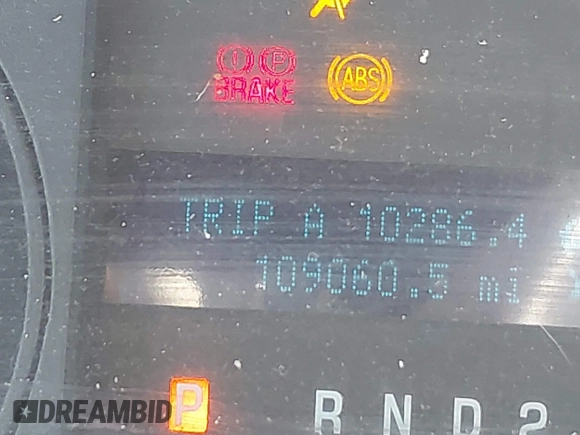 (!) (P)
BRAKE
ABS
TRIP A 10286.4
109060.5 mi
P R N D 2
DREAMBID